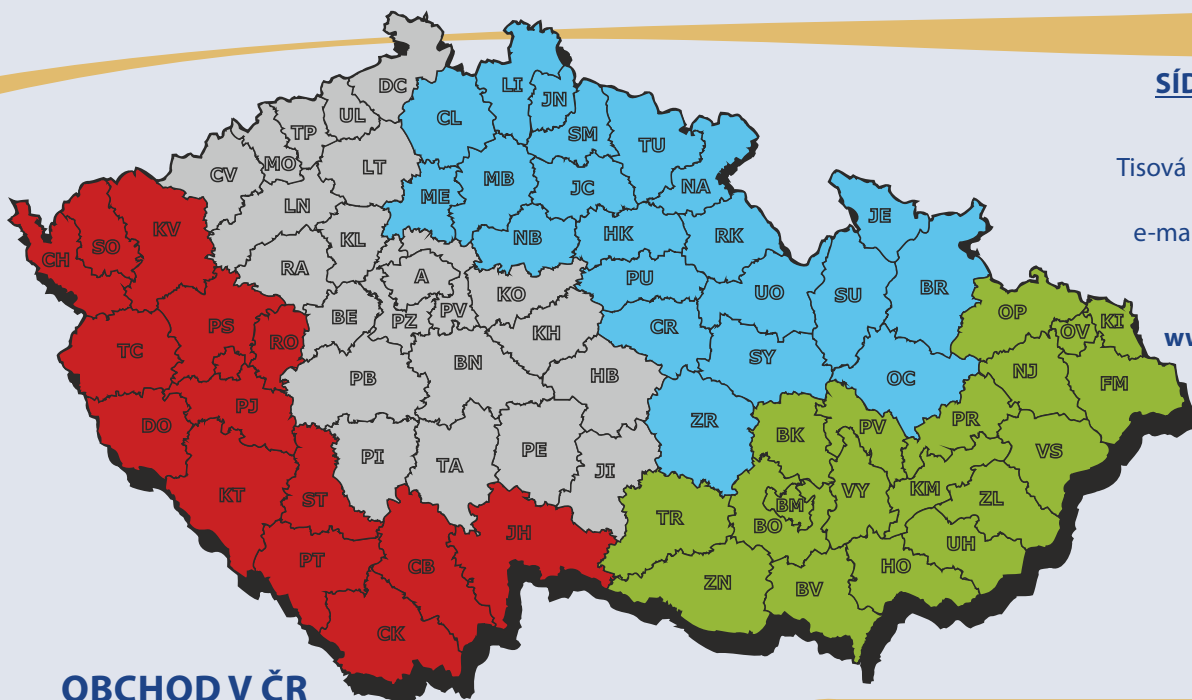 SÍD
Tisová
e-ma
ww
DC
LI
JN
CL
UL
TP
SM
TU
MO
LT
CV
MB
JC
NA
ME
LN
JE
KV
SO
KL
NB
HK
RK
CH
RA
A
KO
PU
UO
SU
BR
BE
PZ
PV
OP
OV
KI
PS
RO
KH
CR
TC
SY
BN
HB
PB
OC
NJ
FM
PJ
DO
ZR
BK
PV
PR
PI
TA
PE
JI
VS
KT
ST
VY
KM
ZL
BM
BO
TR
JH
UH
PT
CB
HO
ZN
BV
CK
OBCHOD V ČR